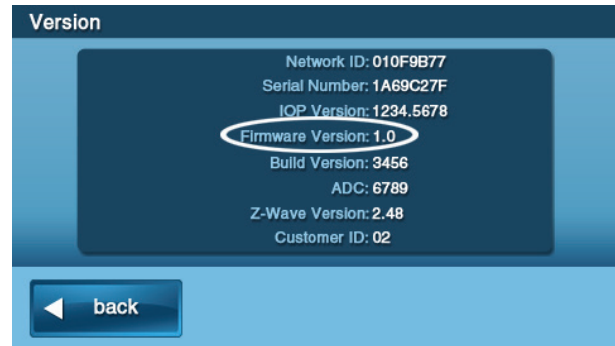 Version
Network ID: 010F9B77
Serial Number: 1A69C27F
IOP Version: 1234.5678
Firmware Version: 1.0
Build Version: 3456
ADC: 6789
Z-Wave Version: 2.48
Customer ID: 02
back